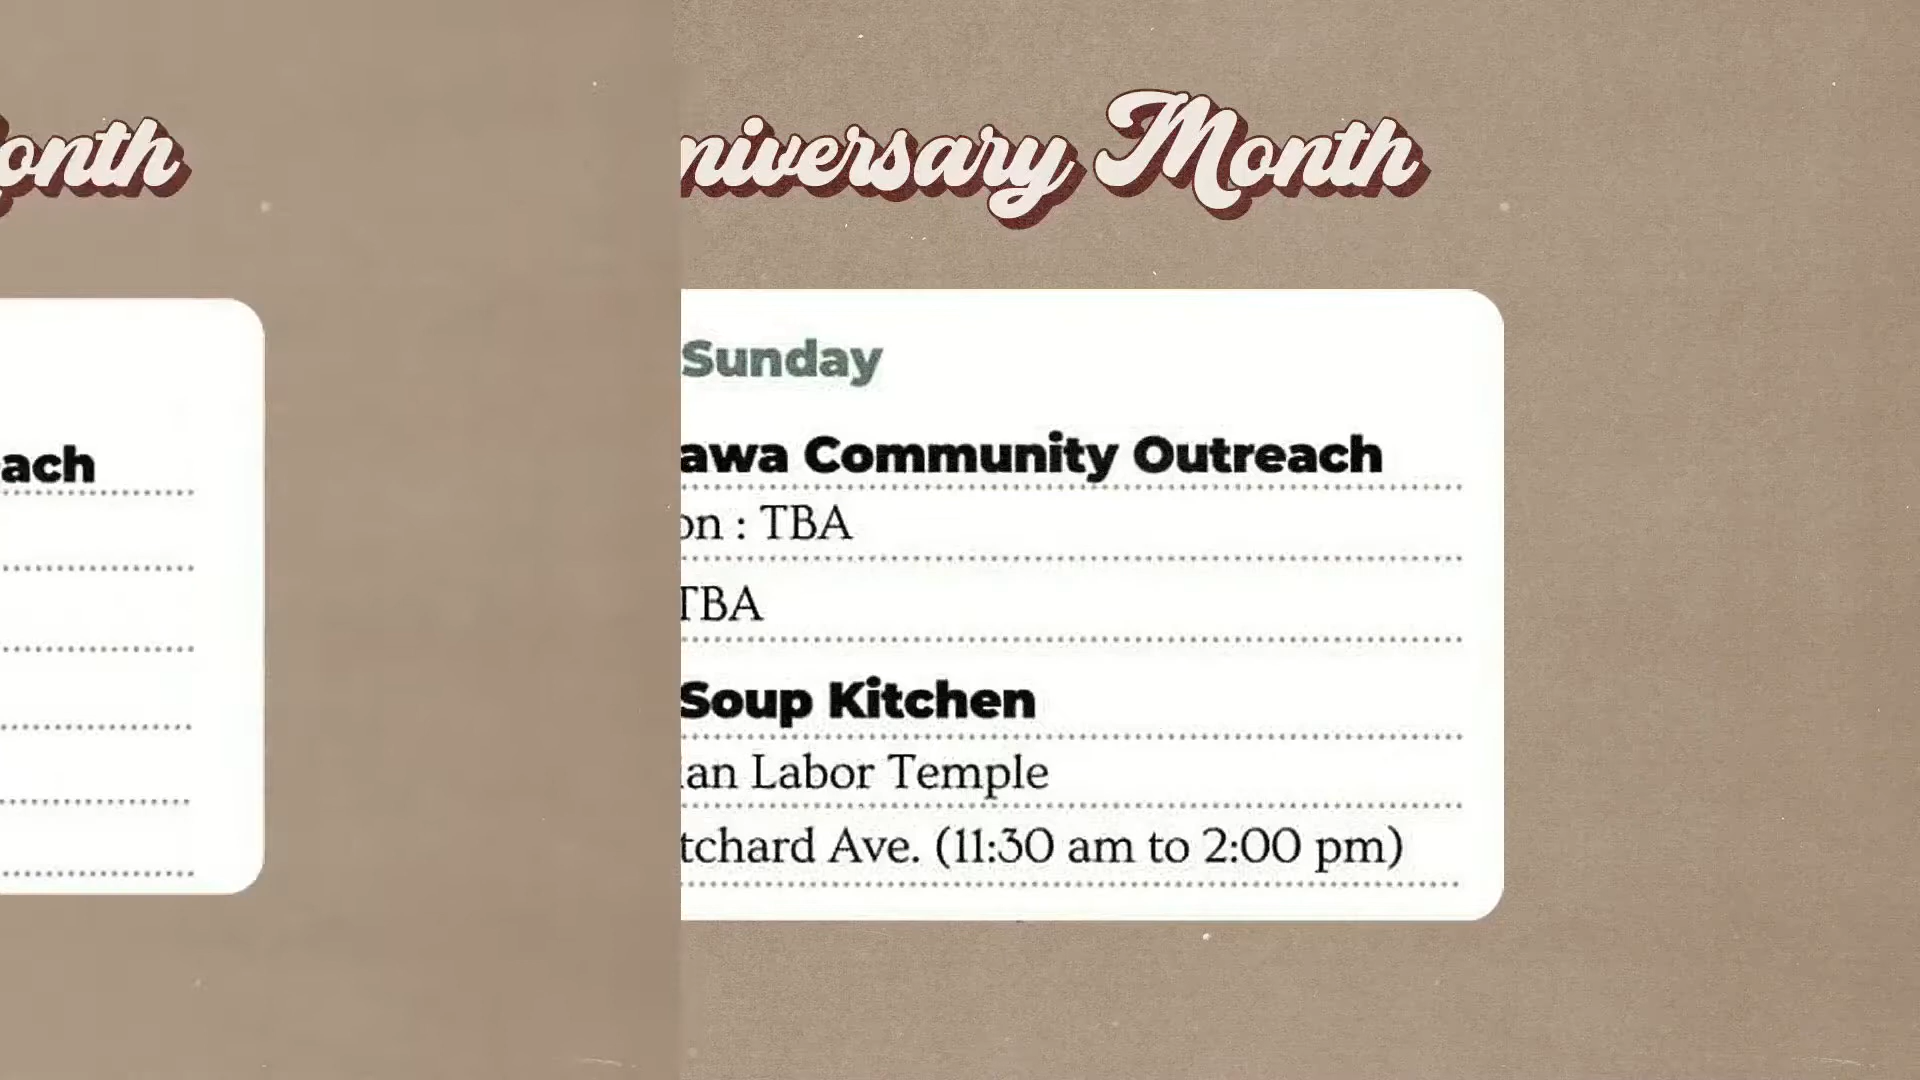 onth
ach
niversary Month
Sunday
awa Community Outreach
on : TBA
TBA
Soup Kitchen
ian Labor Temple
tchard Ave. (11:30 am to 2:00 pm)